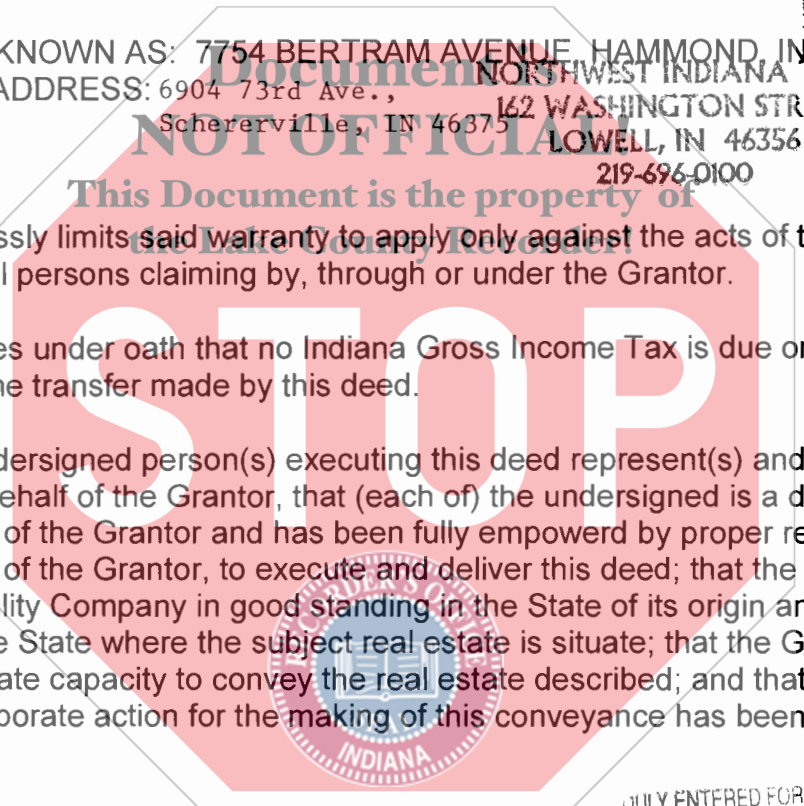 KNOWN AS: 7754 BERTRAM AVENUE, HAMMOND, IN
ADDRESS: 6904 73rd Ave.,
Schererville, IN 46375
NORTHWEST INDIANA
162 WASHINGTON STR
LOWELL, IN 46356
219-696-0100
Document is
NOT OFFICIAL!
This Document is the property of
the Lake County Recorder!
ssly limits said warranty to apply only against the acts of t
l persons claiming by, through or under the Grantor.
STOP
es under oath that no Indiana Gross Income Tax is due or
he transfer made by this deed.
dersigned person(s) executing this deed represent(s) and
ehalf of the Grantor, that (each of) the undersigned is a d
of the Grantor and has been fully empowerd by proper re
of the Grantor, to execute and deliver this deed; that the
lity Company in good standing in the State of its origin an
e State where the subject real estate is situate; that the G
ate capacity to convey the real estate described; and that
porate action for the making of this conveyance has been
RECORDER'S OFFICE
INDIANA
DULY ENTERED FOR